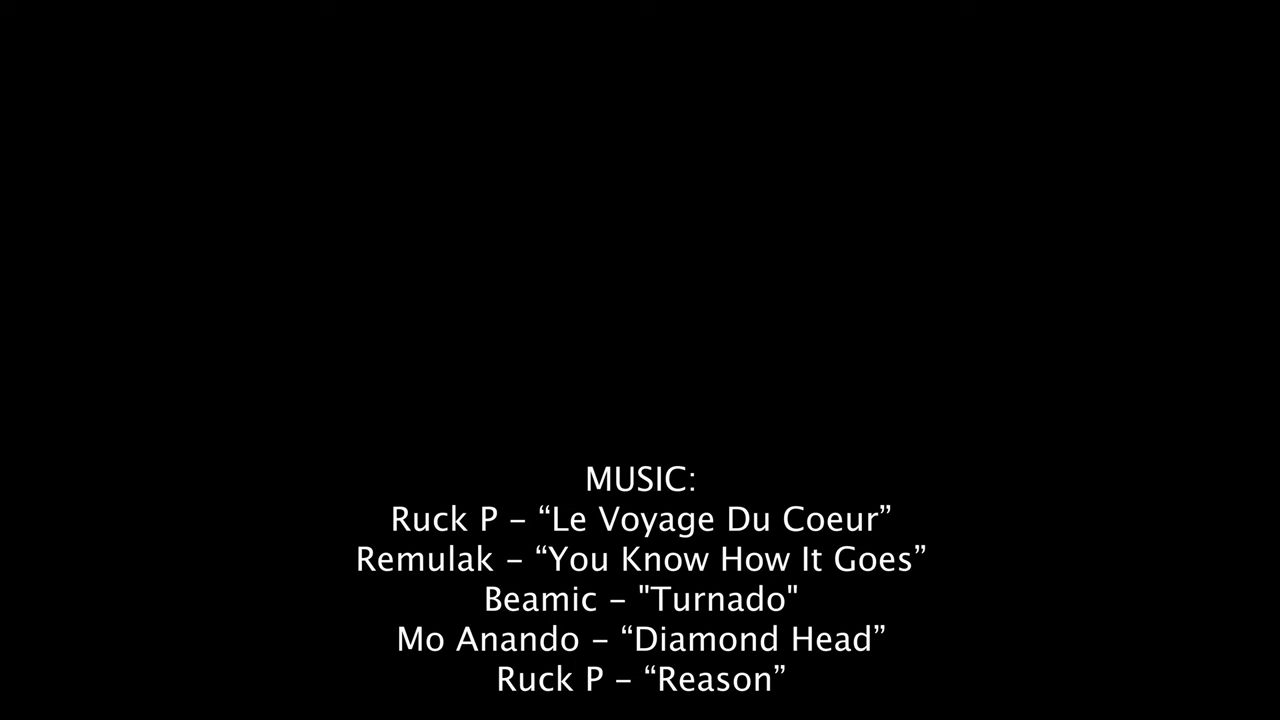 MUSIC:
Ruck P – “Le Voyage Du Coeur”
Remulak – “You Know How It Goes”
Beamic – "Turnado"
Mo Anando – “Diamond Head”
Ruck P – “Reason”